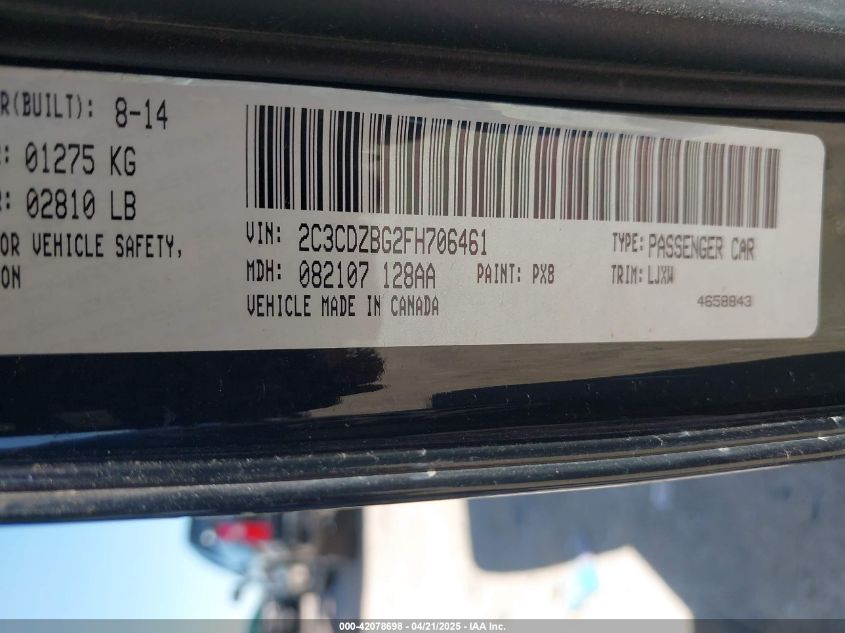 R(BUILT): 8-14
: 01275 KG
: 02810 LB
OR VEHICLE SAFETY,
ON
VIN: 2C3CDZBG2FH706461 TYPE: PASSENGER CAR
MDH: 082107 128AA PAINT: PX8 TRIM: LJXW
VEHICLE MADE IN CANADA 4658843
000-42078698 - 04/21/2025 - IAA Inc.